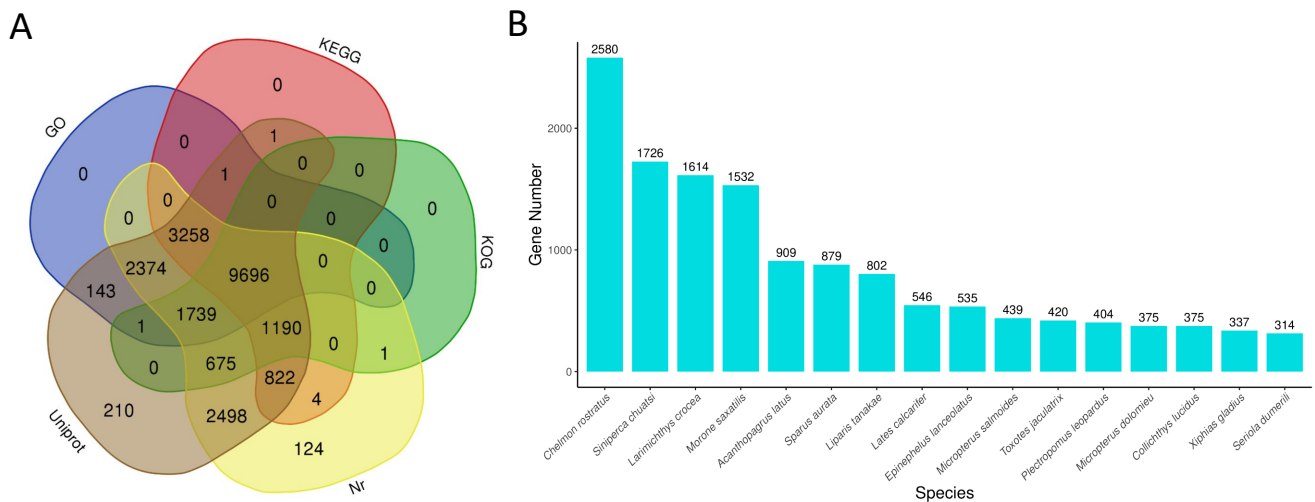 A
GO
KEGG
KOG
Uniprot
Nr
0
0
1
0
0
0
0
1
0
0
0
0
0
0
0
3258
0
2374
9696
0
143
0
1739
1
1190
0
1
0
675
822
4
210
2498
124
B
Gene Number
2000
1000
0
2580
1726
1614
1532
909
879
802
546
535
439
420
404
375
375
337
314
Chelmon rostratus
Siniperca chuatsi
Larimichthys crocea
Morone saxatilis
Acanthopagrus latus
Sparus aurata
Liparis tanakae
Lates calcarifer
Epinephelus lanceolatus
Micropterus salmoides
Toxotes jaculatrix
Plectropomus leopardus
Micropterus dolomieu
Collichthys lucidus
Xiphias gladius
Seriola dumerili
Species